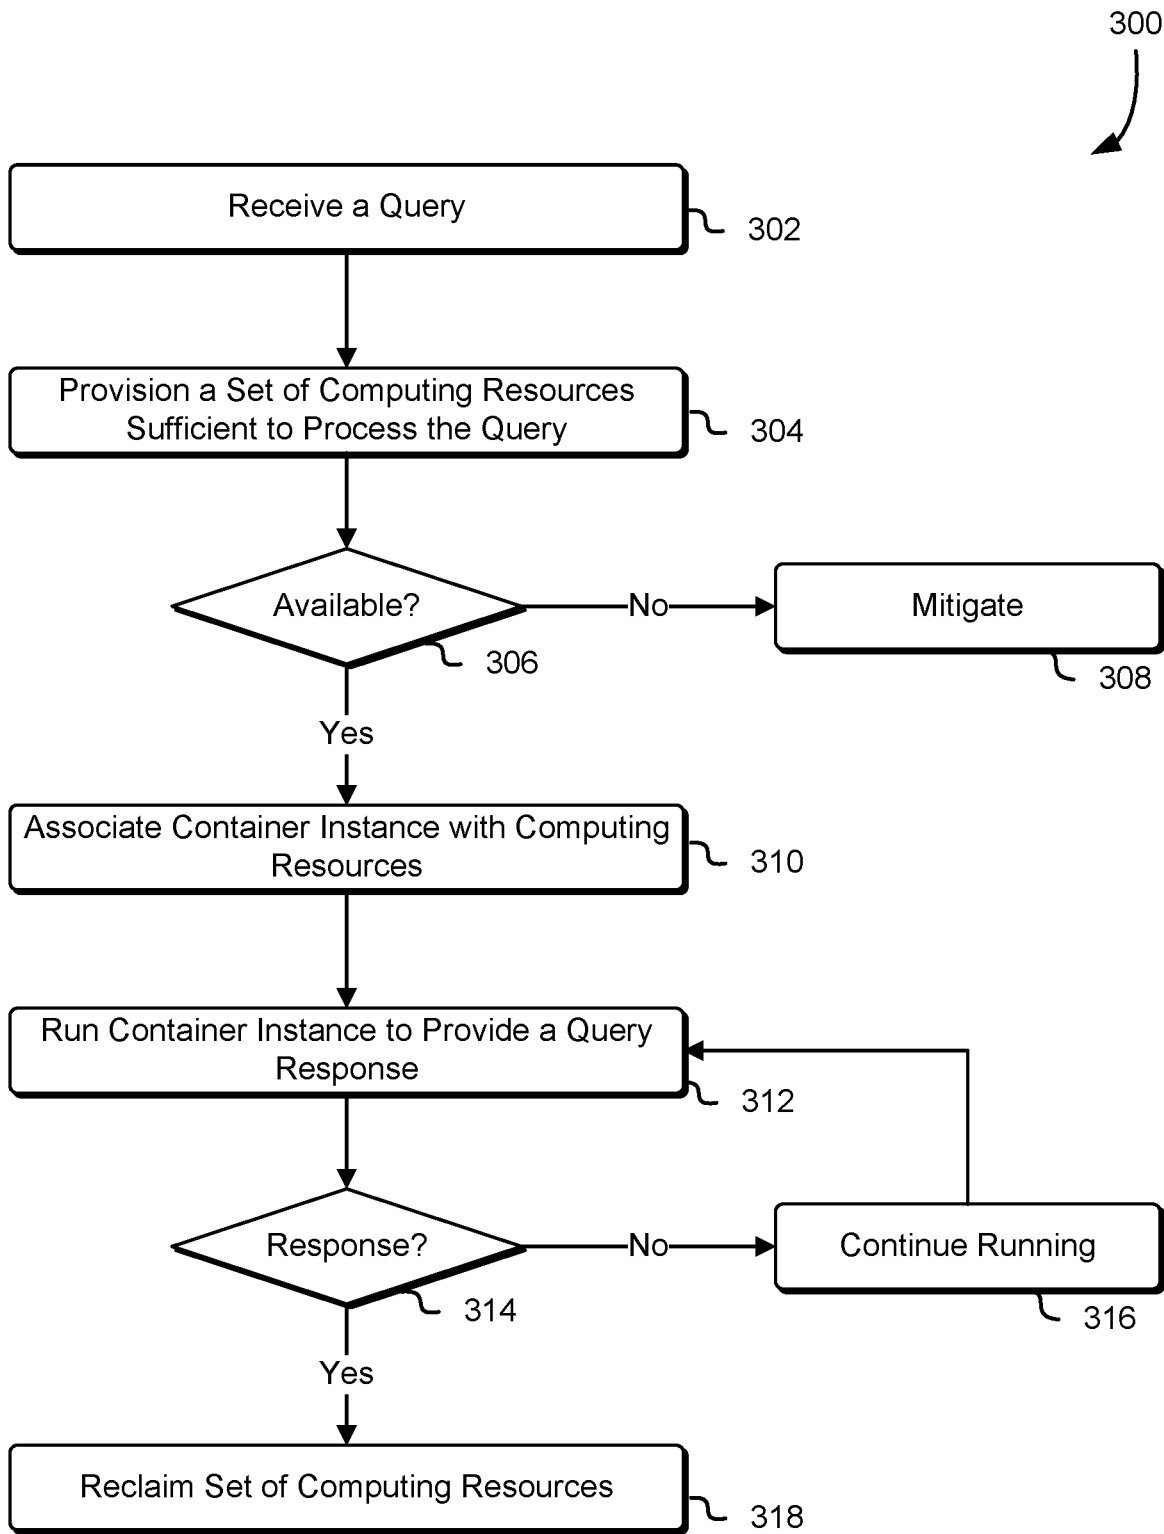 300
Receive a Query
302
Provision a Set of Computing Resources
Sufficient to Process the Query
304
Available?
No
Mitigate
306
308
Yes
Associate Container Instance with Computing
Resources
310
Run Container Instance to Provide a Query
Response
312
Response?
No
Continue Running
314
316
Yes
Reclaim Set of Computing Resources
318